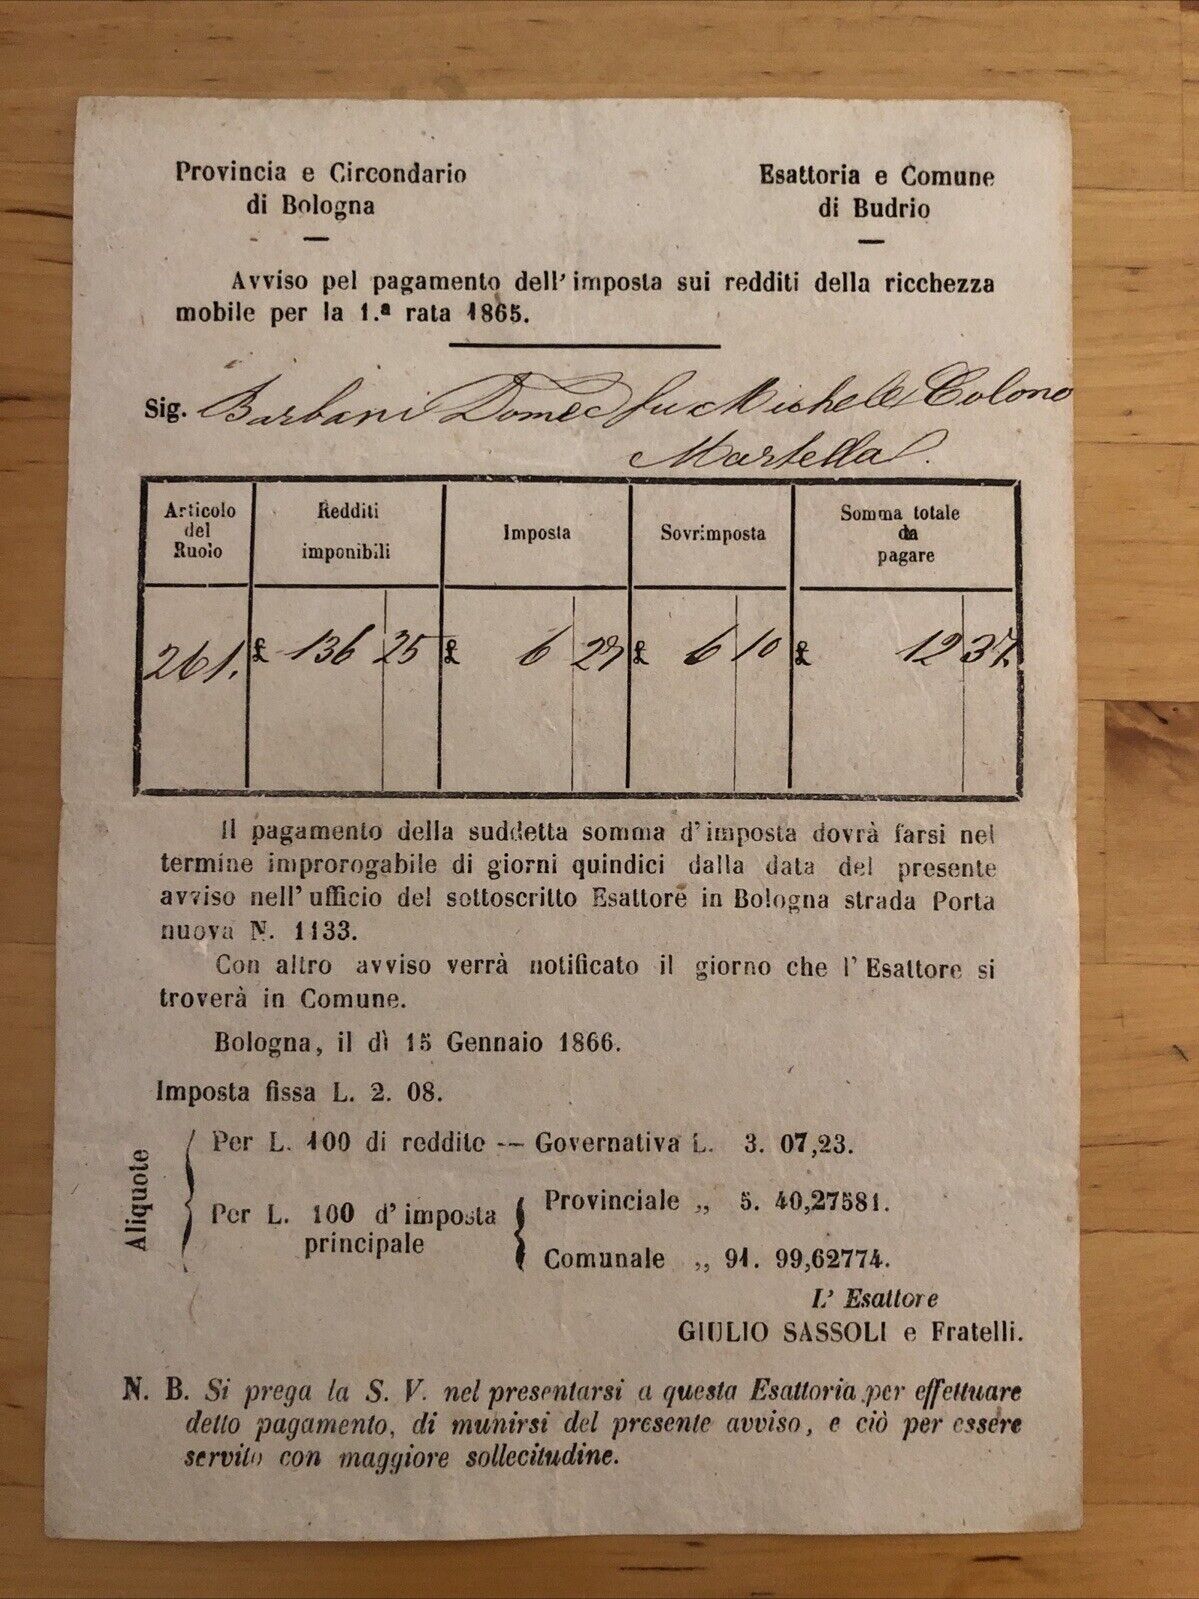 Provincia e Circondario
di Bologna
Esattoria e Comune
di Budrio
Avviso pel pagamento dell'imposta sui redditi della ricchezza
mobile per la 1.ª rata 1865.
Sig. Barbani Domec fu Michele Colono
Martella.
Articolo del Ruolo
Redditi imponibili
Imposta
Sovrimposta
Somma totale da pagare
261. £ 136 25 £ 6 27 £ 6 10 £ 12 37.
Il pagamento della suddetta somma d'imposta dovrà farsi nel
termine improrogabile di giorni quindici dalla data del presente
avviso nell'ufficio del sottoscritto Esattore in Bologna strada Porta
nuova N. 1133.
Con altro avviso verrà notificato il giorno che l'Esattore si
troverà in Comune.
Bologna, il dì 15 Gennaio 1866.
Imposta fissa L. 2. 08.
Aliquote
Per L. 100 di reddito -- Governativa L. 3. 07,23.
Per L. 100 d'imposta
principale
Provinciale „ 5. 40,27581.
Comunale „ 91. 99,62774.
L' Esattore
GIULIO SASSOLI e Fratelli.
N. B. Si prega la S. V. nel presentarsi a questa Esattoria per effettuare
detto pagamento, di munirsi del presente avviso, e ciò per essere
servito con maggiore sollecitudine.